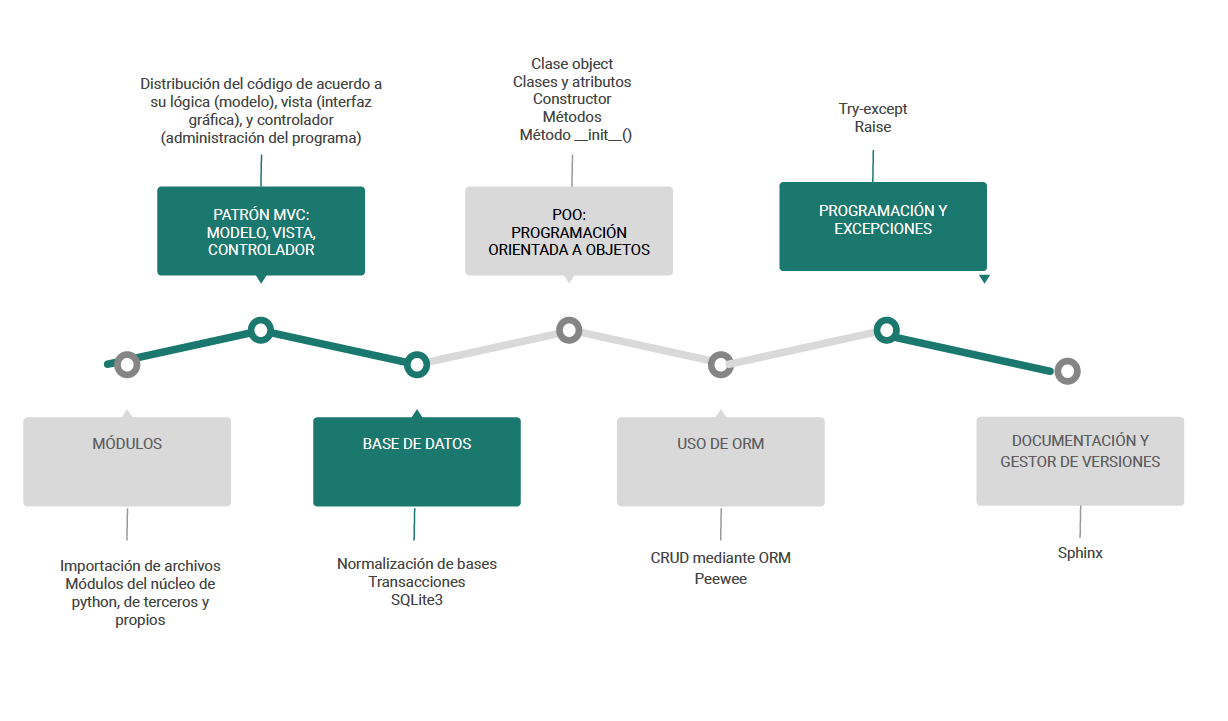 Distribución del código de acuerdo a
su lógica (modelo), vista (interfaz
gráfica), y controlador
(administración del programa)
PATRÓN MVC:
MODELO, VISTA,
CONTROLADOR
Clase object
Clases y atributos
Constructor
Métodos
Método __init__()
POO:
PROGRAMACIÓN
ORIENTADA A OBJETOS
Try-except
Raise
PROGRAMACIÓN Y
EXCEPCIONES
MÓDULOS
Importación de archivos
Módulos del núcleo de
python, de terceros y
propios
BASE DE DATOS
Normalización de bases
Transacciones
SQLite3
USO DE ORM
CRUD mediante ORM
Peewee
DOCUMENTACIÓN Y
GESTOR DE VERSIONES
Sphinx